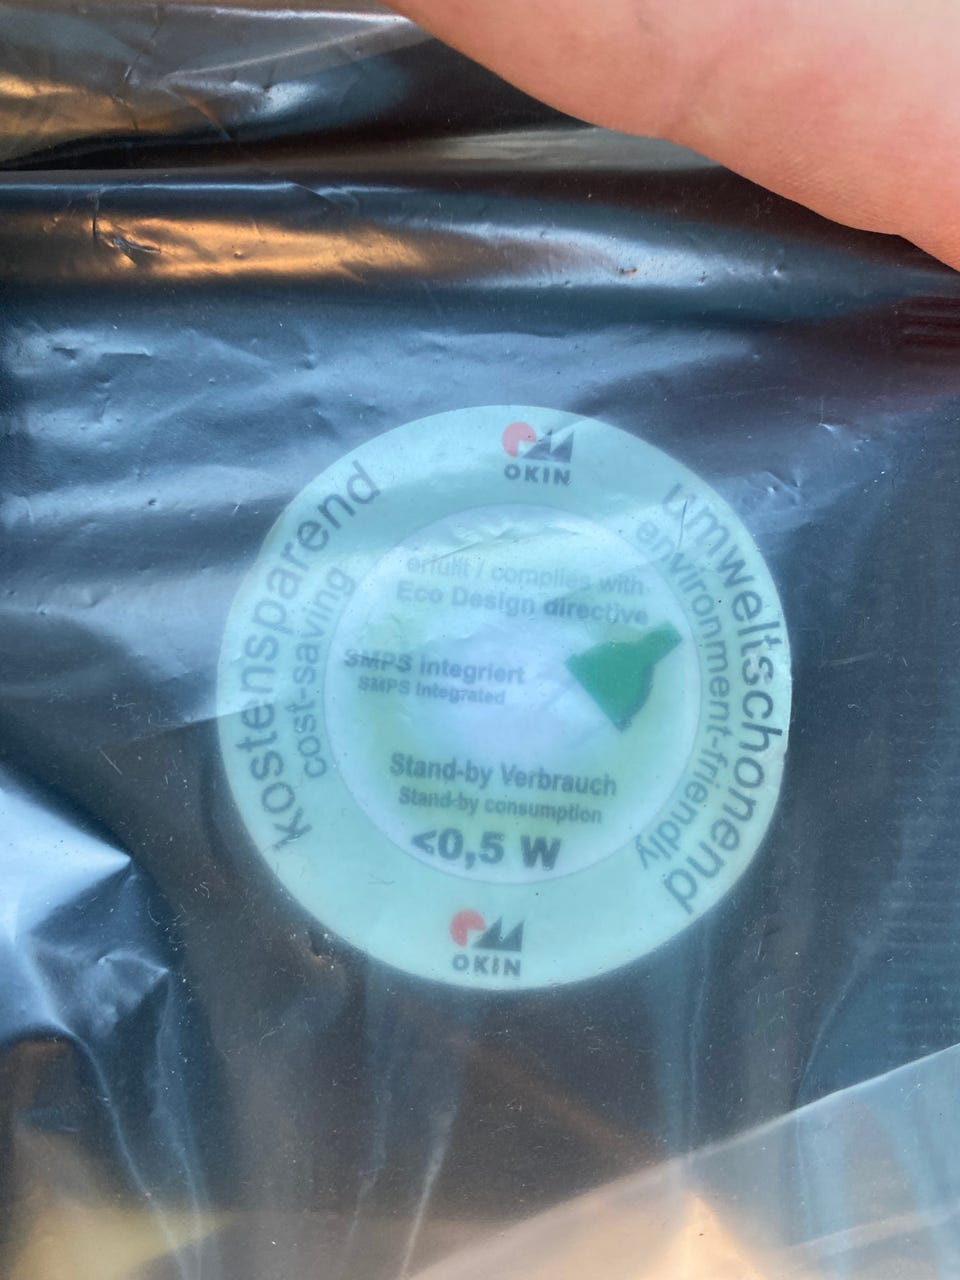 OKIN
kostensparend
cost-saving
umweltschonend
environment-friendly
erfüllt / complies with
Eco Design directive
SMPS integriert
SMPS Integrated
Stand-by Verbrauch
Stand-by consumption
<0,5 W
OKIN